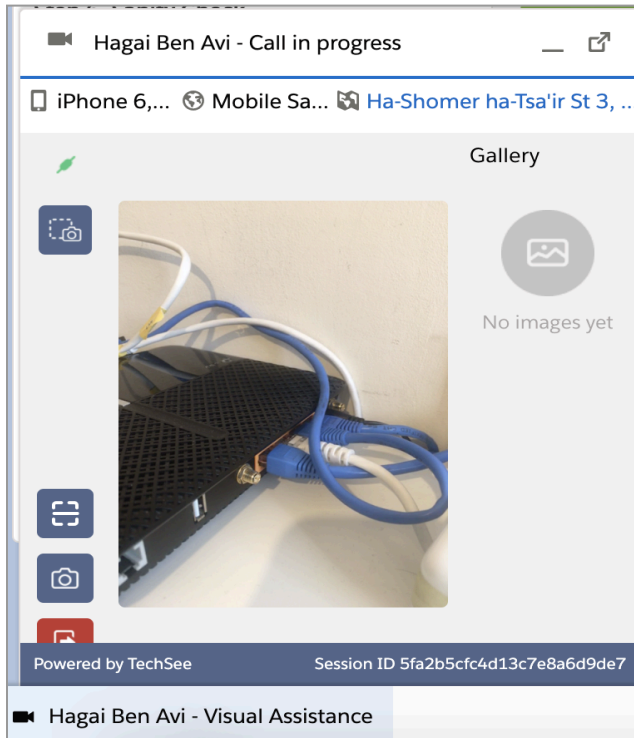 Hagai Ben Avi - Call in progress
iPhone 6,... Mobile Sa... Ha-Shomer ha-Tsa'ir St 3, ..
Gallery
No images yet
Powered by TechSee Session ID 5fa2b5cfc4d13c7e8a6d9de7
Hagai Ben Avi - Visual Assistance